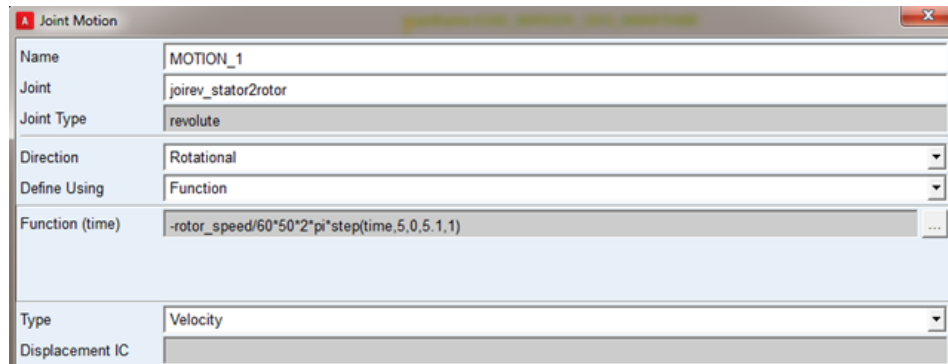 A Joint Motion
Name MOTION_1
Joint joirev_stator2rotor
Joint Type revolute
Direction Rotational
Define Using Function
Function (time) -rotor_speed/60*50*2*pi*step(time,5,0,5.1,1) ...
Type Velocity
Displacement IC